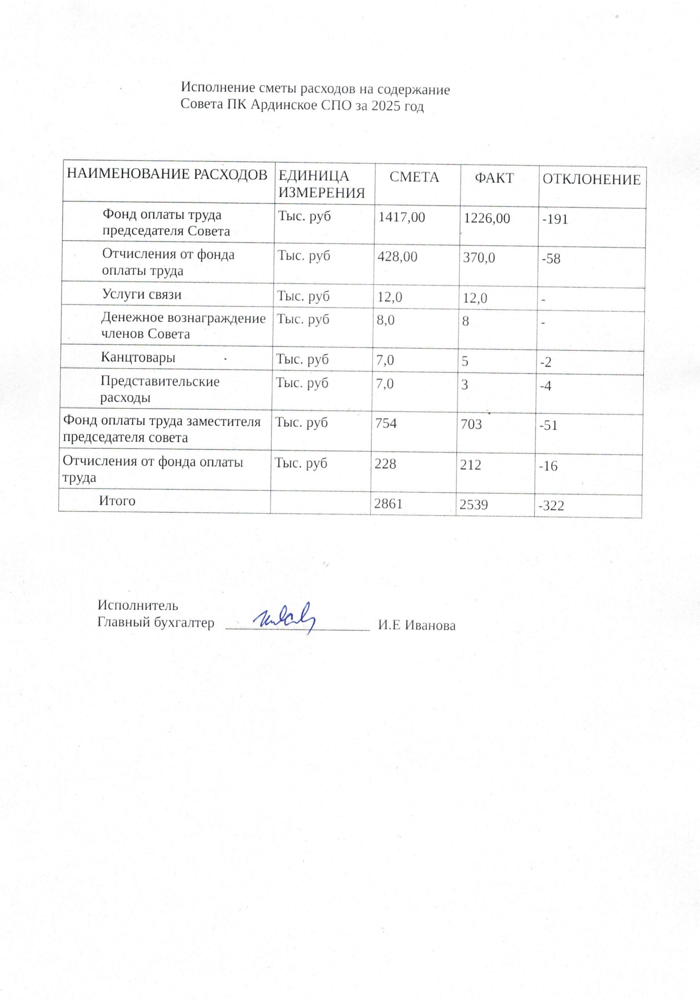 Исполнение сметы расходов на содержание
Совета ПК Ардинское СПО за 2025 год
НАИМЕНОВАНИЕ РАСХОДОВ ЕДИНИЦА ИЗМЕРЕНИЯ СМЕТА ФАКТ ОТКЛОНЕНИЕ
Фонд оплаты труда председателя Совета Тыс. руб 1417,00 1226,00 -191
Отчисления от фонда оплаты труда Тыс. руб 428,00 370,0 -58
Услуги связи Тыс. руб 12,0 12,0 -
Денежное вознаграждение членов Совета Тыс. руб 8,0 8 -
Канцтовары Тыс. руб 7,0 5 -2
Представительские расходы Тыс. руб 7,0 3 -4
Фонд оплаты труда заместителя председателя совета Тыс. руб 754 703 -51
Отчисления от фонда оплаты труда Тыс. руб 228 212 -16
Итого 2861 2539 -322
Исполнитель
Главный бухгалтер И.Е Иванова